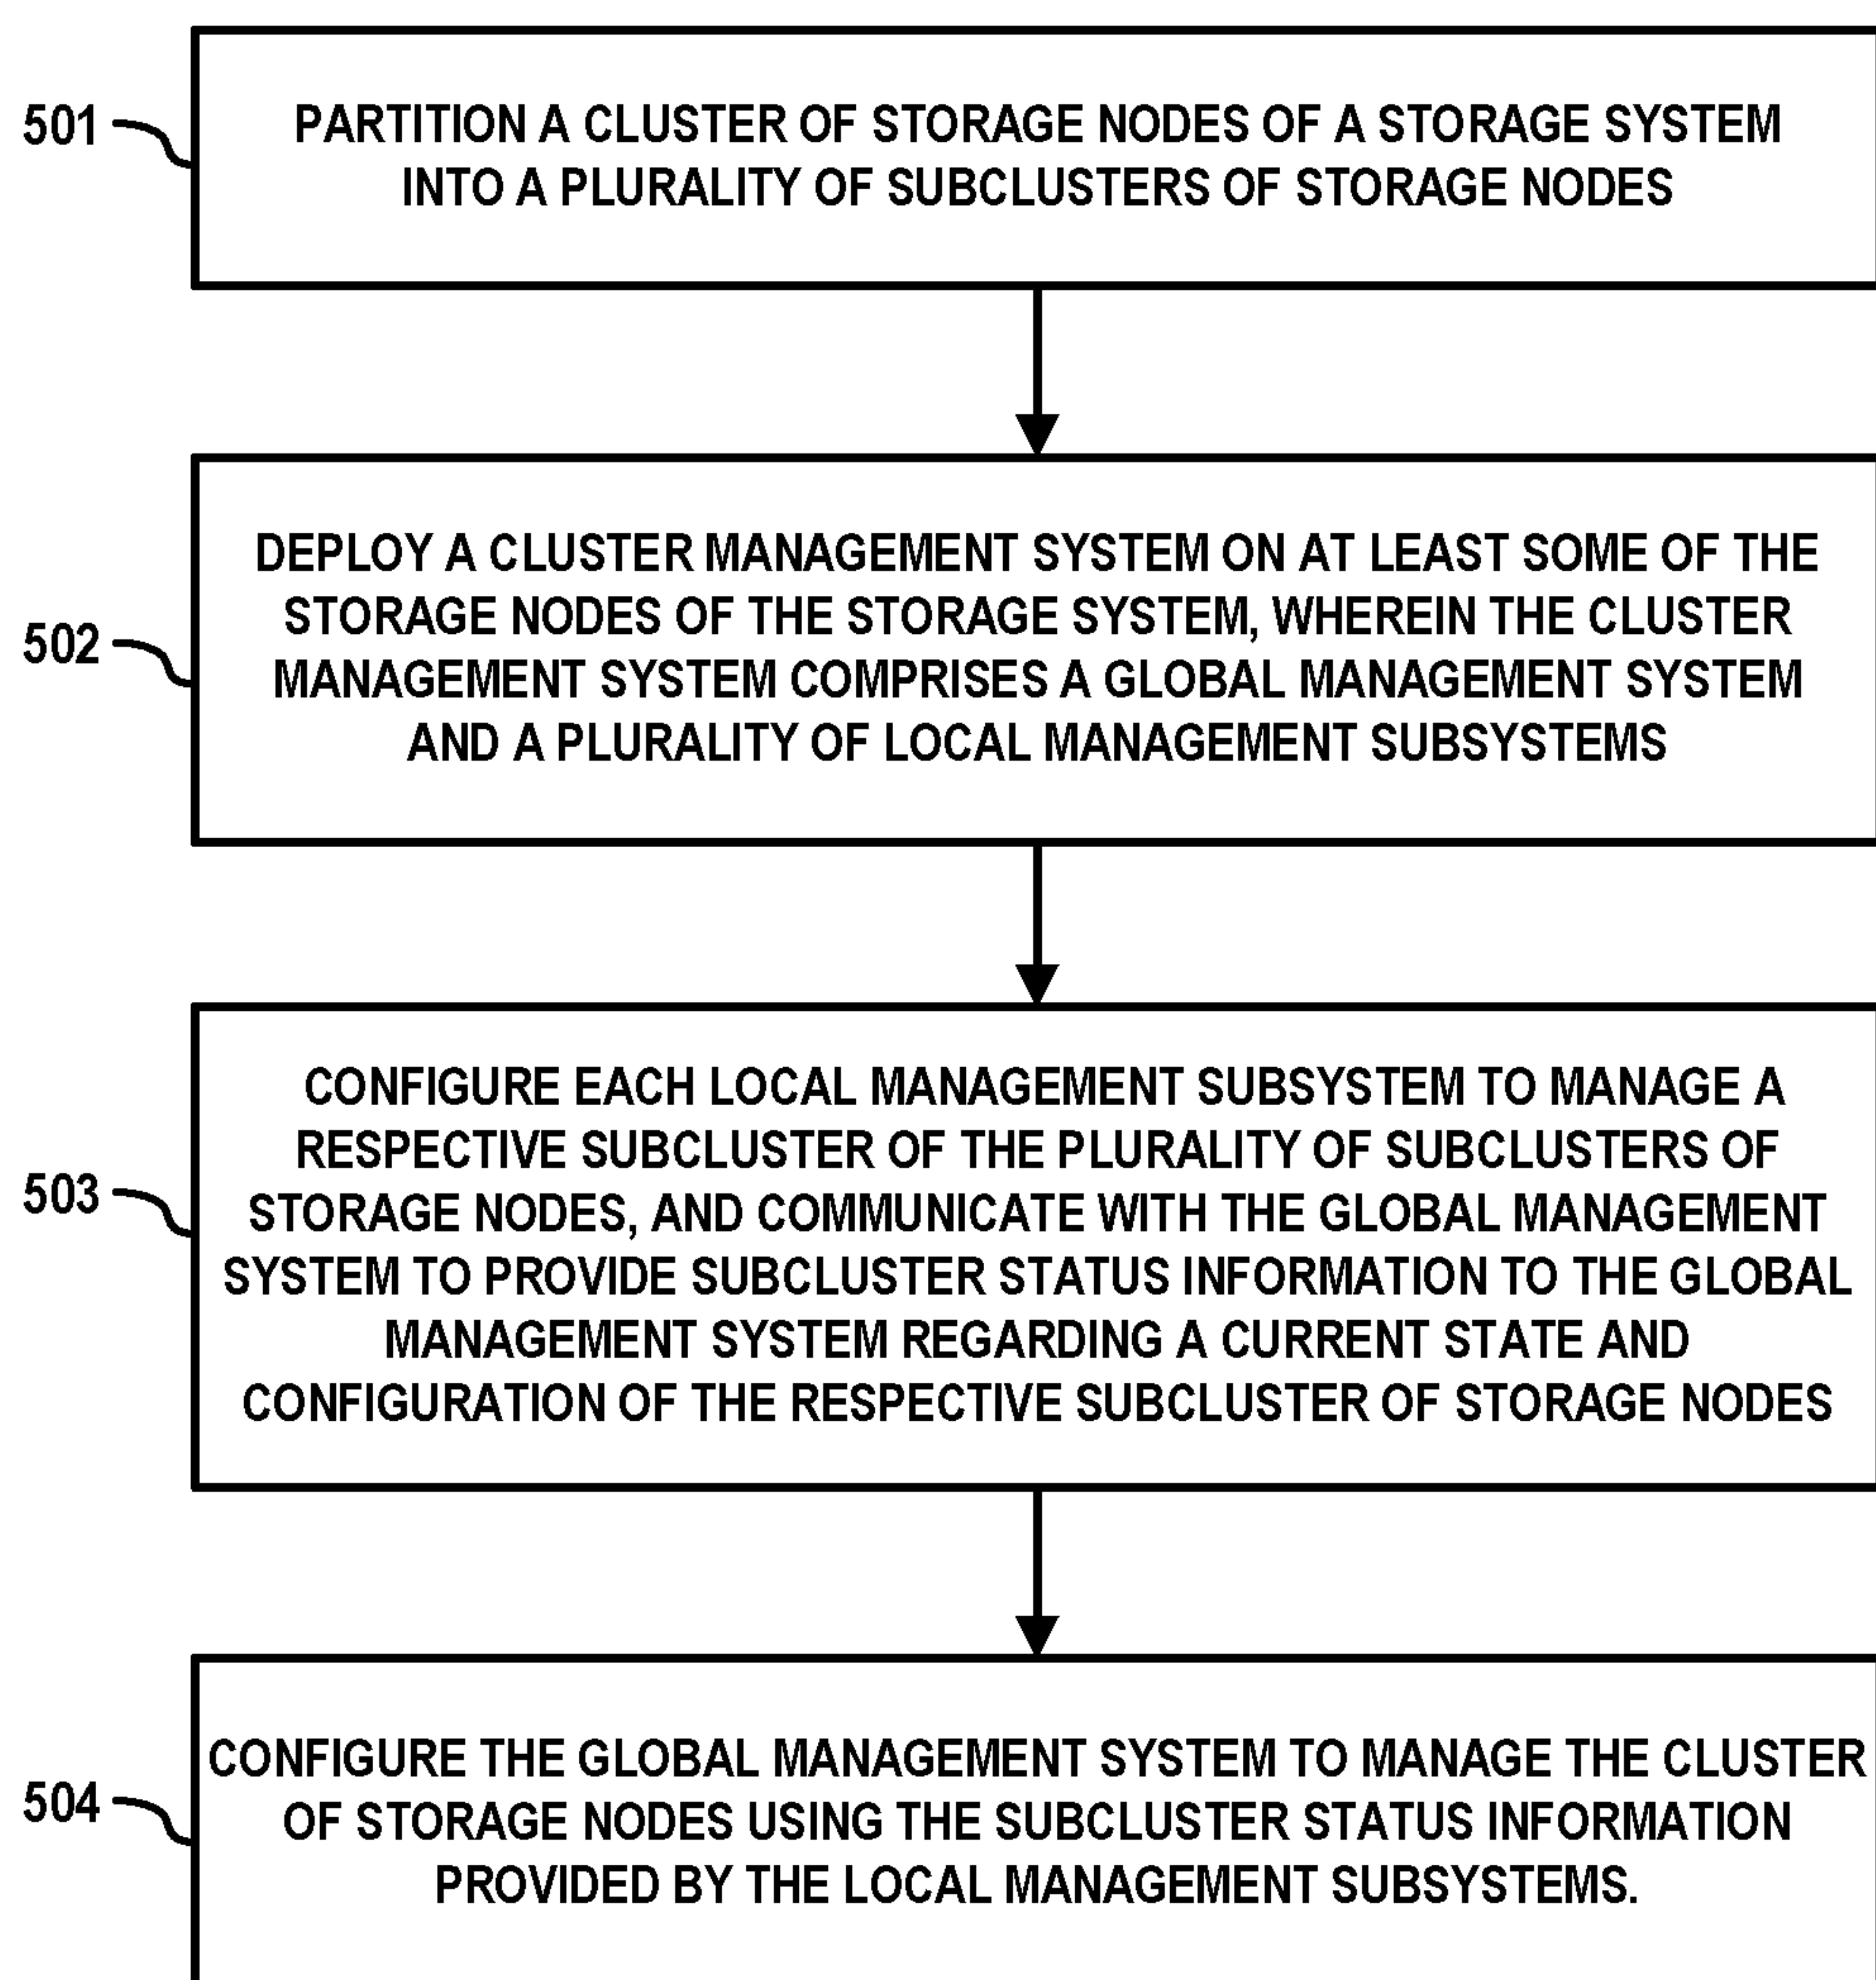 501
PARTITION A CLUSTER OF STORAGE NODES OF A STORAGE SYSTEM
INTO A PLURALITY OF SUBCLUSTERS OF STORAGE NODES
502
DEPLOY A CLUSTER MANAGEMENT SYSTEM ON AT LEAST SOME OF THE
STORAGE NODES OF THE STORAGE SYSTEM, WHEREIN THE CLUSTER
MANAGEMENT SYSTEM COMPRISES A GLOBAL MANAGEMENT SYSTEM
AND A PLURALITY OF LOCAL MANAGEMENT SUBSYSTEMS
503
CONFIGURE EACH LOCAL MANAGEMENT SUBSYSTEM TO MANAGE A
RESPECTIVE SUBCLUSTER OF THE PLURALITY OF SUBCLUSTERS OF
STORAGE NODES, AND COMMUNICATE WITH THE GLOBAL MANAGEMENT
SYSTEM TO PROVIDE SUBCLUSTER STATUS INFORMATION TO THE GLOBAL
MANAGEMENT SYSTEM REGARDING A CURRENT STATE AND
CONFIGURATION OF THE RESPECTIVE SUBCLUSTER OF STORAGE NODES
504
CONFIGURE THE GLOBAL MANAGEMENT SYSTEM TO MANAGE THE CLUSTER
OF STORAGE NODES USING THE SUBCLUSTER STATUS INFORMATION
PROVIDED BY THE LOCAL MANAGEMENT SUBSYSTEMS.